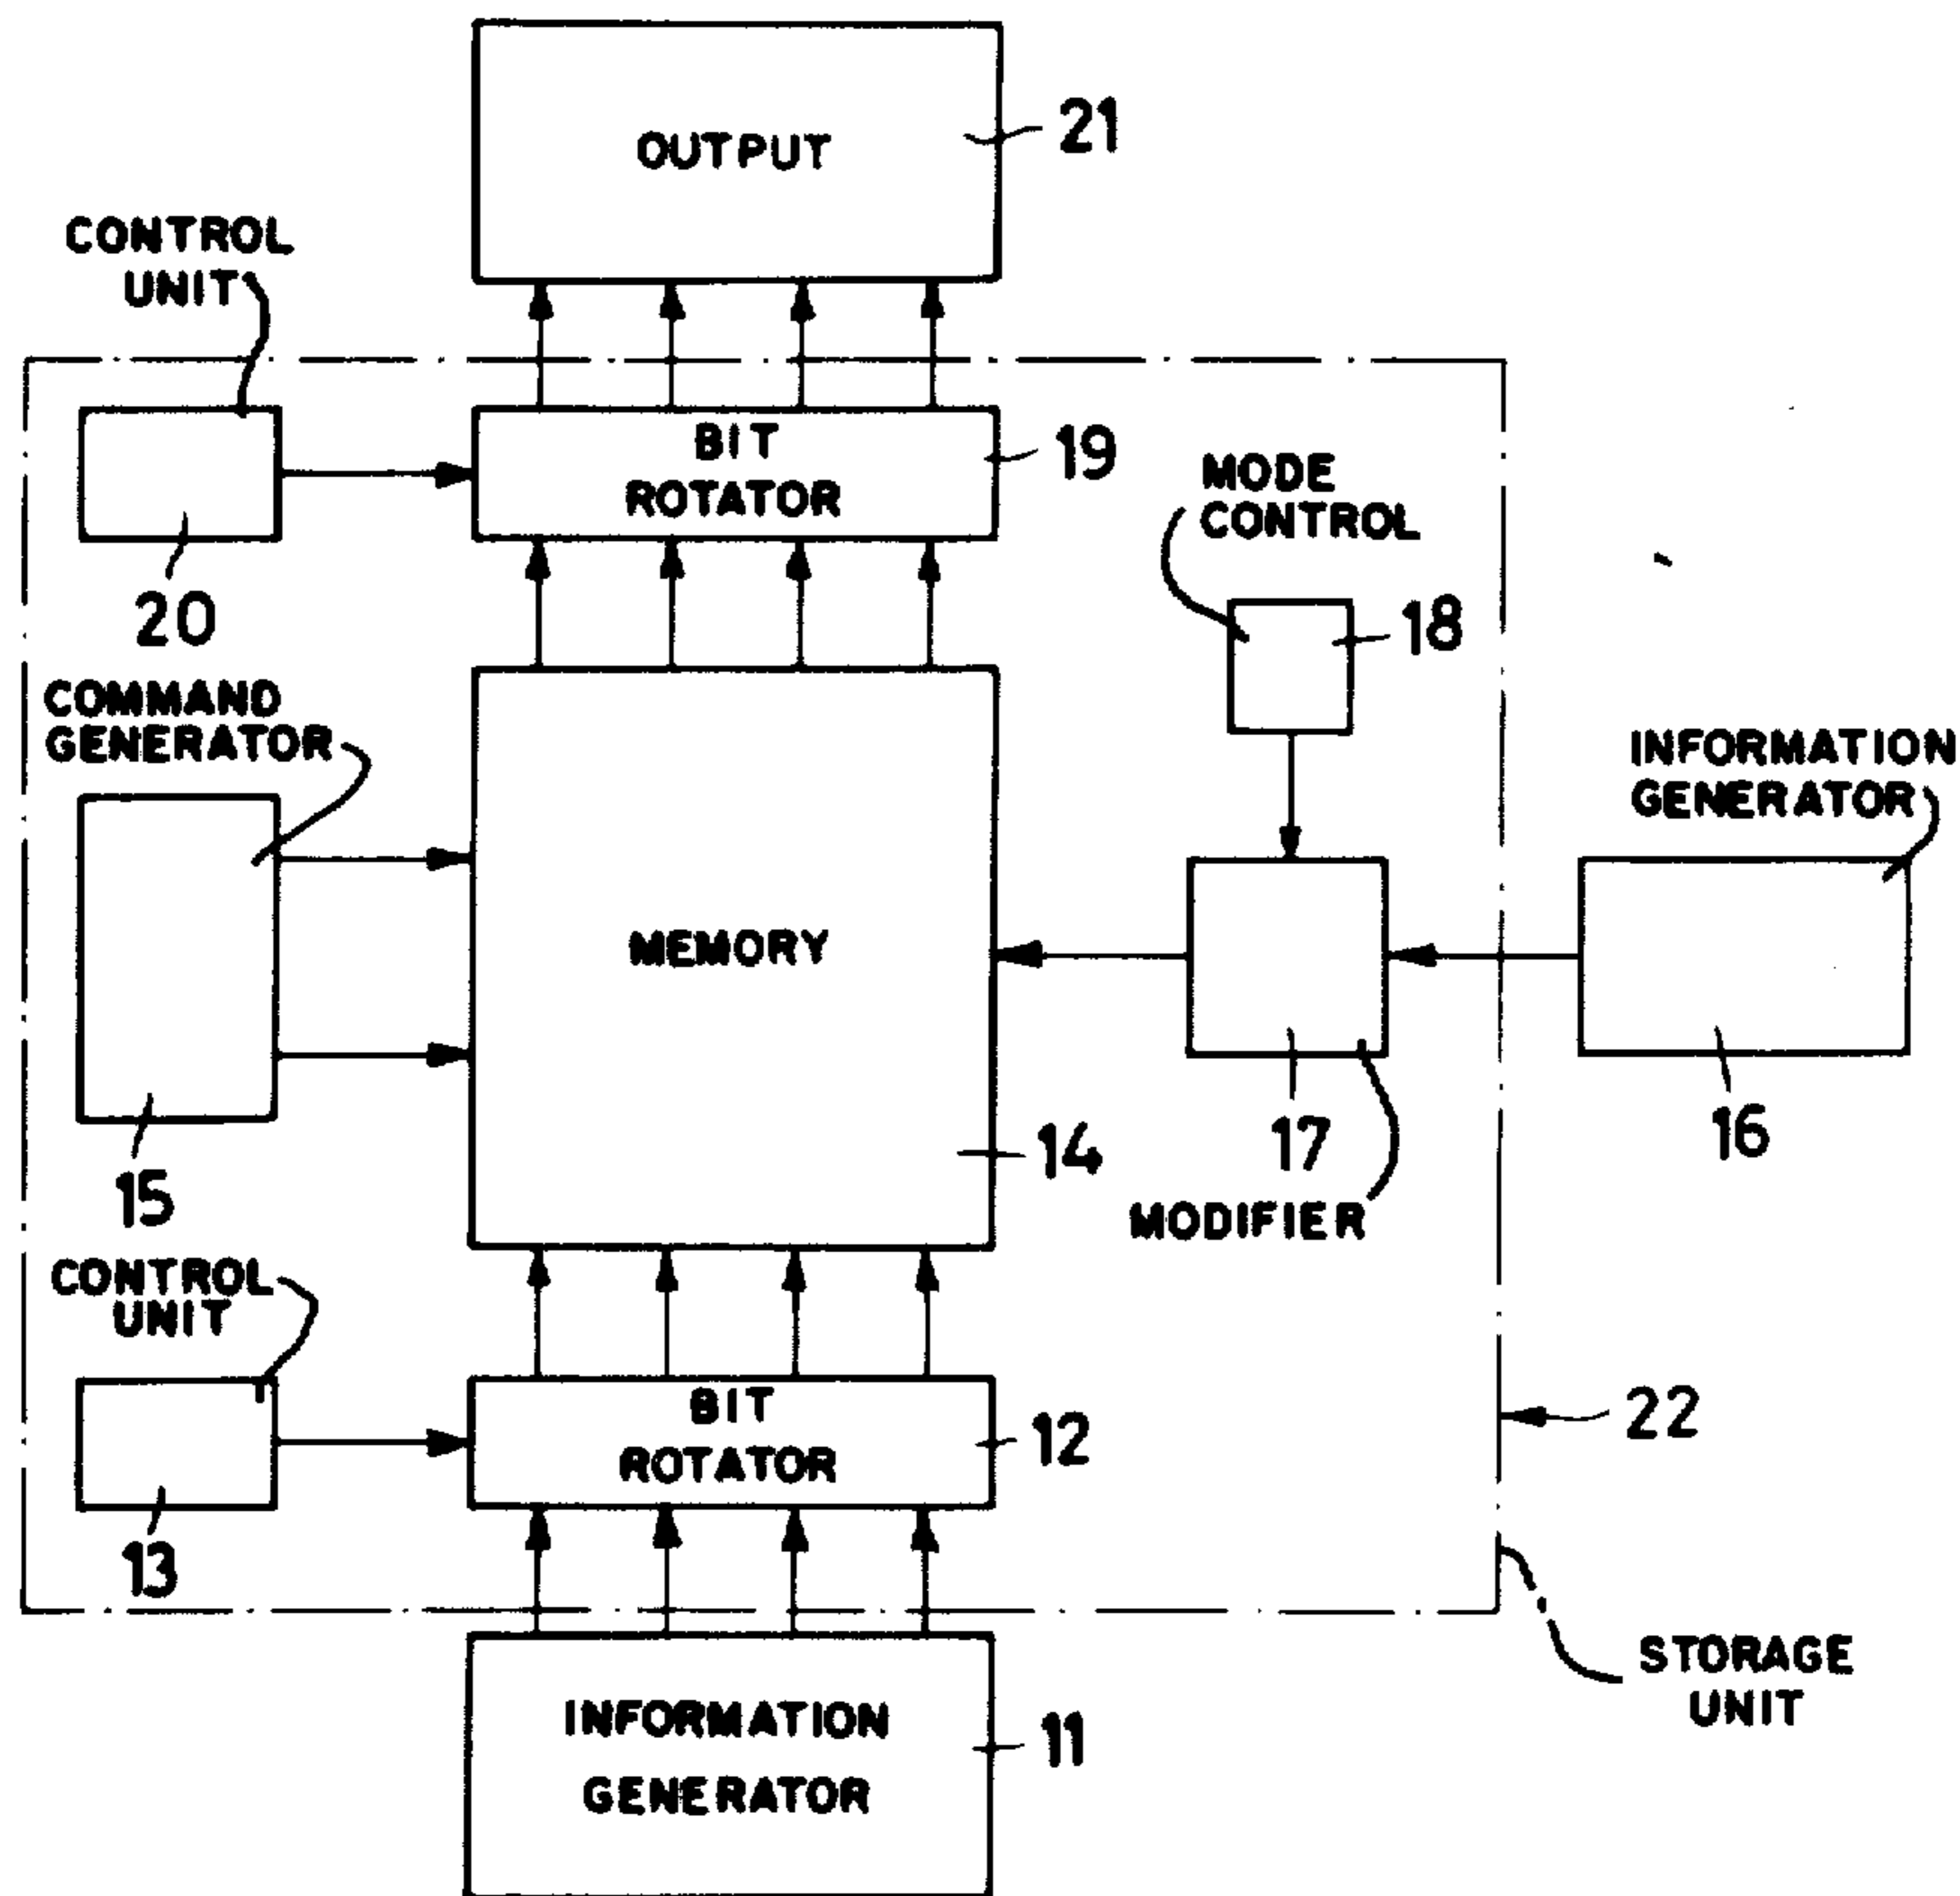 OUTPUT
21
CONTROL
UNIT
BIT
ROTATOR
19
20
MODE
CONTROL
18
COMMAND
GENERATOR
INFORMATION
GENERATOR
MEMORY
15
14
17
16
MODIFIER
CONTROL
UNIT
BIT
ROTATOR
12
22
13
STORAGE
UNIT
INFORMATION
GENERATOR
11